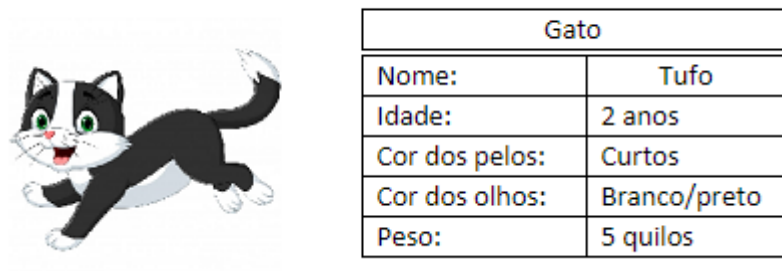 Gato
Nome: Tufo
Idade: 2 anos
Cor dos pelos: Curtos
Cor dos olhos: Branco/preto
Peso: 5 quilos